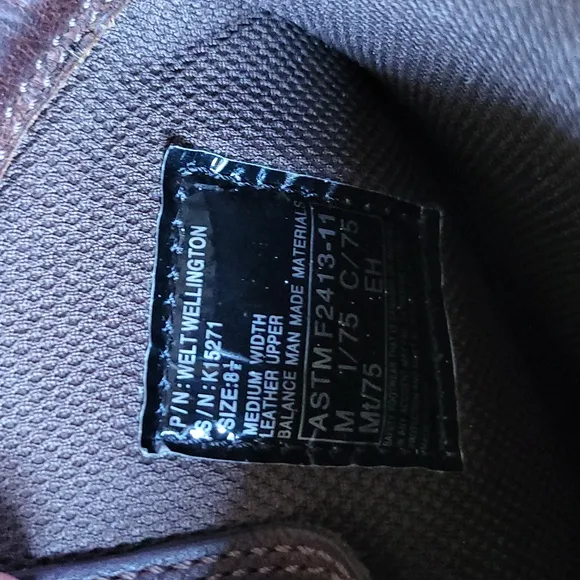 P/N: WELT WELLINGTON
S/N: K15271
SIZE: 8½
MEDIUM WIDTH
LEATHER UPPER
BALANCE MAN MADE MATERIALS
ASTM F2413-11
M I/75 C/75
Mt/75 EH